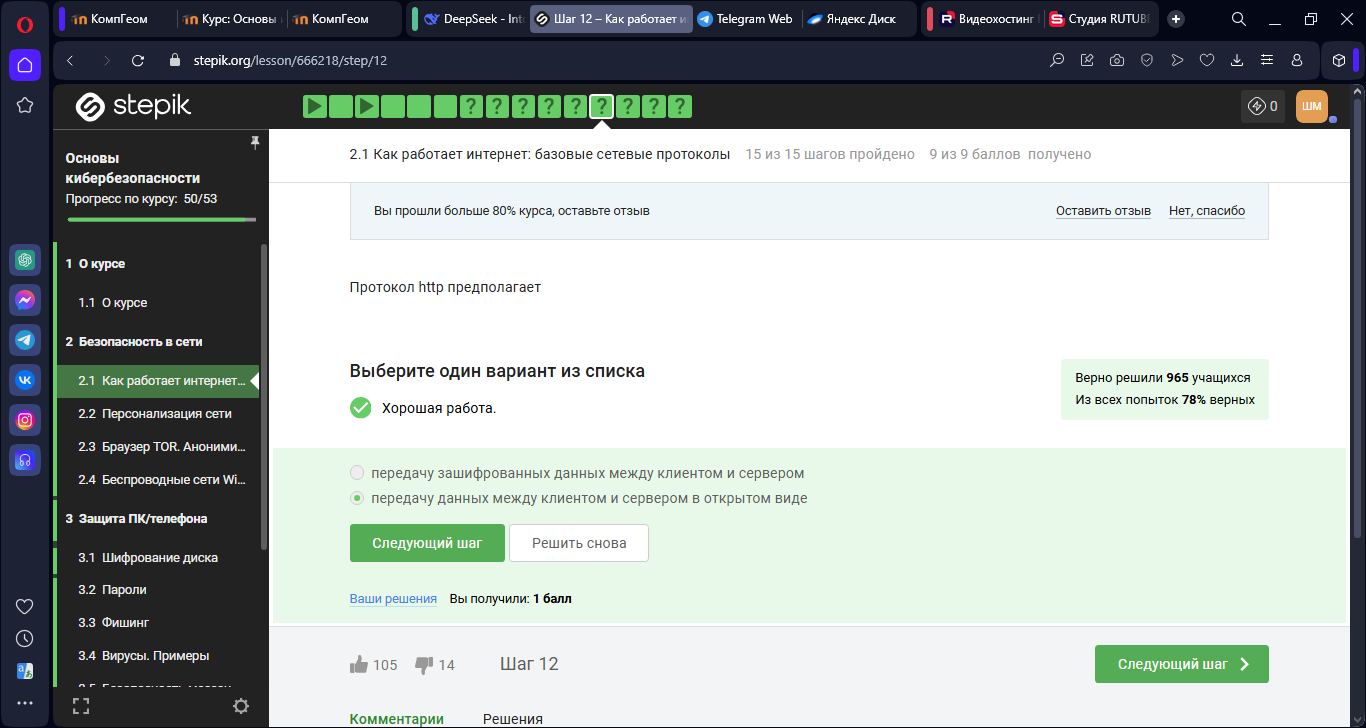 КомпГеом
Курс: Основы
КомпГеом
DeepSeek - Int
Шаг 12 – Как работает и
Telegram Web
Яндекс Диск
Видеохостинг
Студия RUTUBE
stepik.org/lesson/666218/step/12
stepik
0
ШМ
Основы
кибербезопасности
Прогресс по курсу: 50/53
1 О курсе
1.1 О курсе
2 Безопасность в сети
2.1 Как работает интернет...
2.2 Персонализация сети
2.3 Браузер TOR. Аноними...
2.4 Беспроводные сети Wi...
3 Защита ПК/телефона
3.1 Шифрование диска
3.2 Пароли
3.3 Фишинг
3.4 Вирусы. Примеры
2.1 Как работает интернет: базовые сетевые протоколы 15 из 15 шагов пройдено 9 из 9 баллов получено
Вы прошли больше 80% курса, оставьте отзыв
Оставить отзыв
Нет, спасибо
Протокол http предполагает
Выберите один вариант из списка
Хорошая работа.
Верно решили 965 учащихся
Из всех попыток 78% верных
передачу зашифрованных данных между клиентом и сервером
передачу данных между клиентом и сервером в открытом виде
Следующий шаг
Решить снова
Ваши решения
Вы получили: 1 балл
105
14
Шаг 12
Следующий шаг
Комментарии
Решения